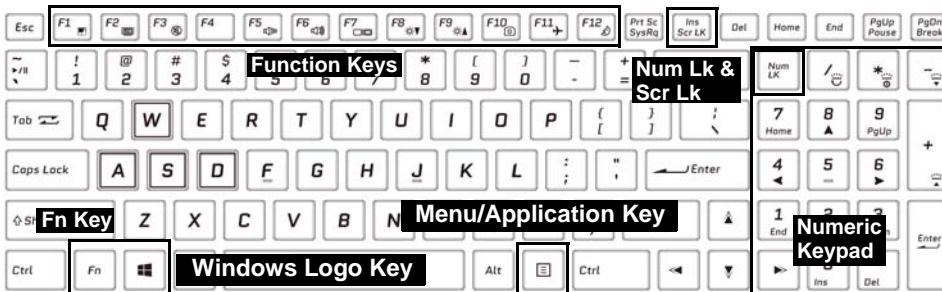 Esc F1 F2 F3 F4 F5 F6 F7 F8 F9 F10 F11 F12 Prt Sc SysRq Ins Scr LK Del Home End PgUp Pause PgDn Break
~ ` ! 1 @ 2 # 3 $ 4 Function Keys * 8 ( 9 ) 0 - + = Num Lk & Scr Lk Num LK / * -
Tab Q W E R T Y U I O P { [ } ] ¦ \ 7 Home 8 9 PgUp
Caps Lock A S D F G H J K L : ; " ' Enter 4 5 6 +
Fn Key Z X C V B N Menu/Application Key 1 End Numeric Keypad Enter
Ctrl Fn Windows Logo Key Alt Ctrl Ins Del